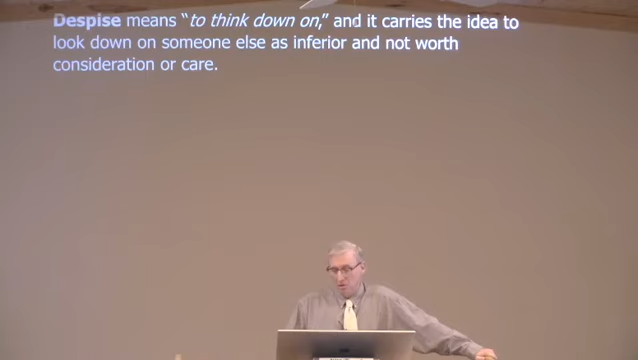 Despise means "to think down on," and it carries the idea to
look down on someone else as inferior and not worth
consideration or care.